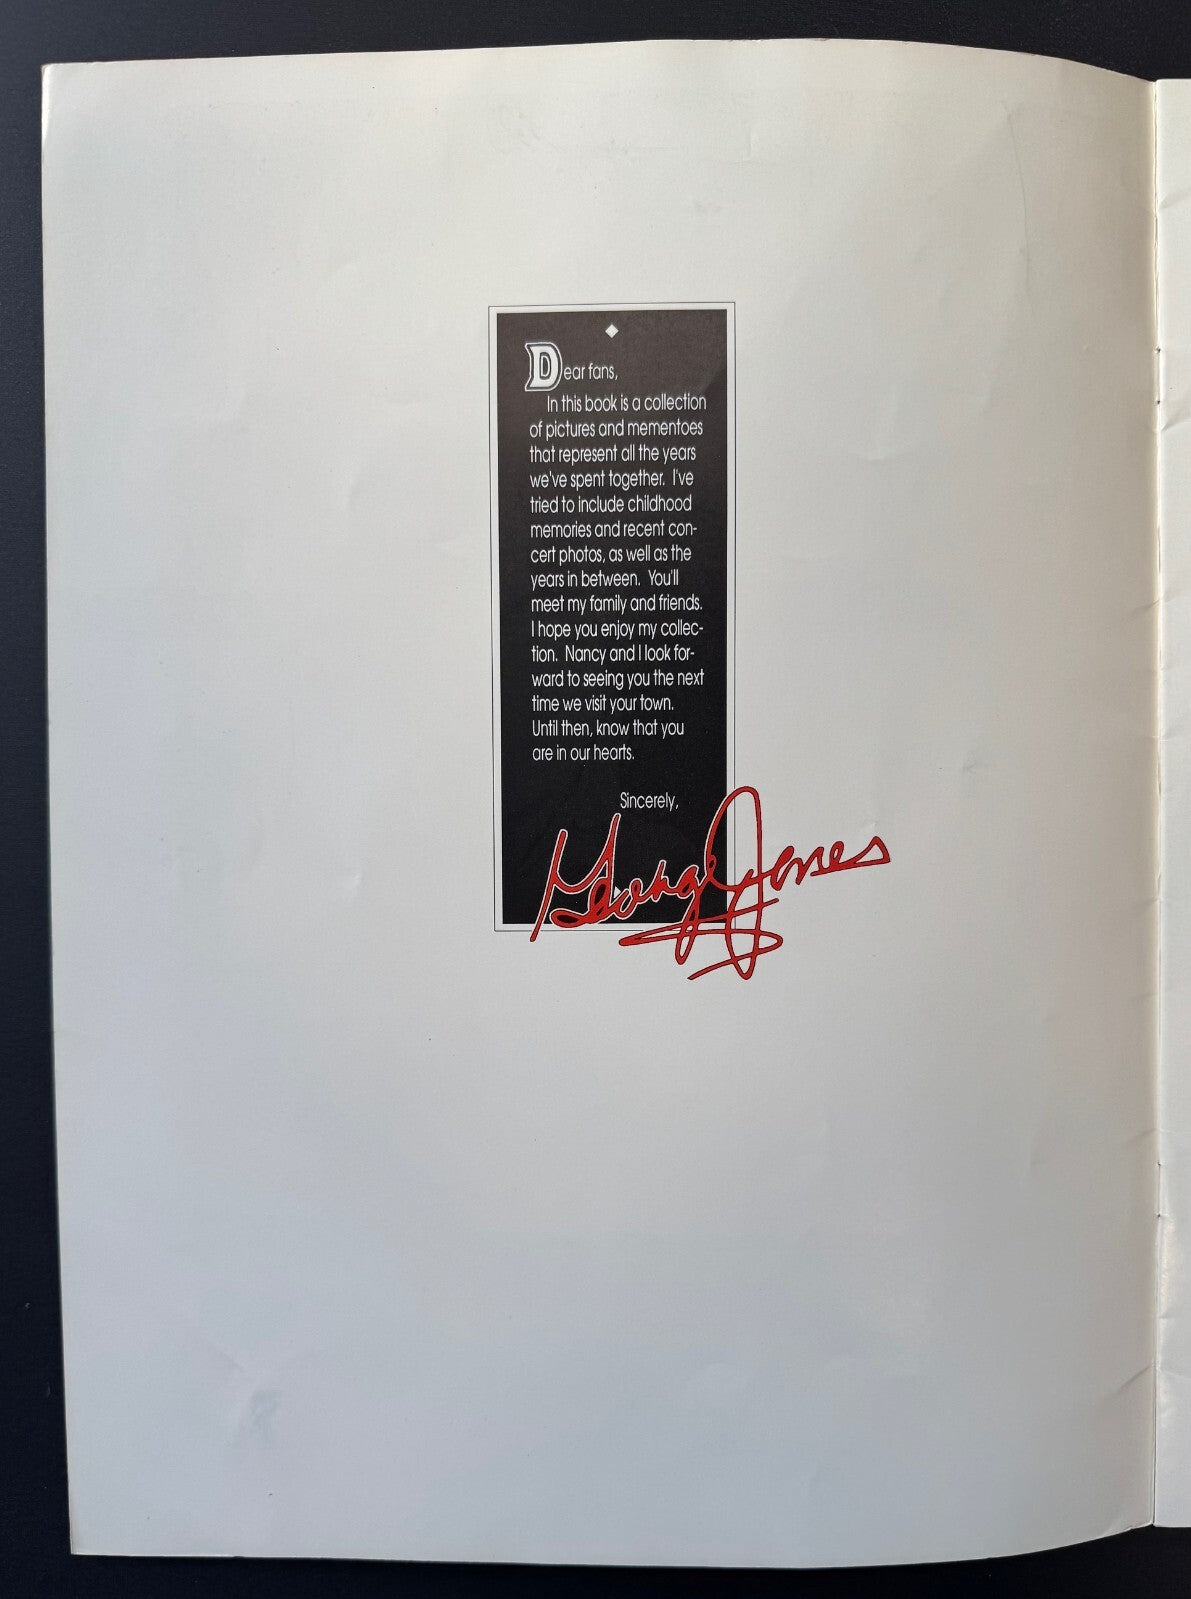 Dear fans,
In this book is a collection
of pictures and mementoes
that represent all the years
we've spent together. I've
tried to include childhood
memories and recent con-
cert photos, as well as the
years in between. You'll
meet my family and friends.
I hope you enjoy my collec-
tion. Nancy and I look for-
ward to seeing you the next
time we visit your town.
Until then, know that you
are in our hearts.
Sincerely,
George Jones